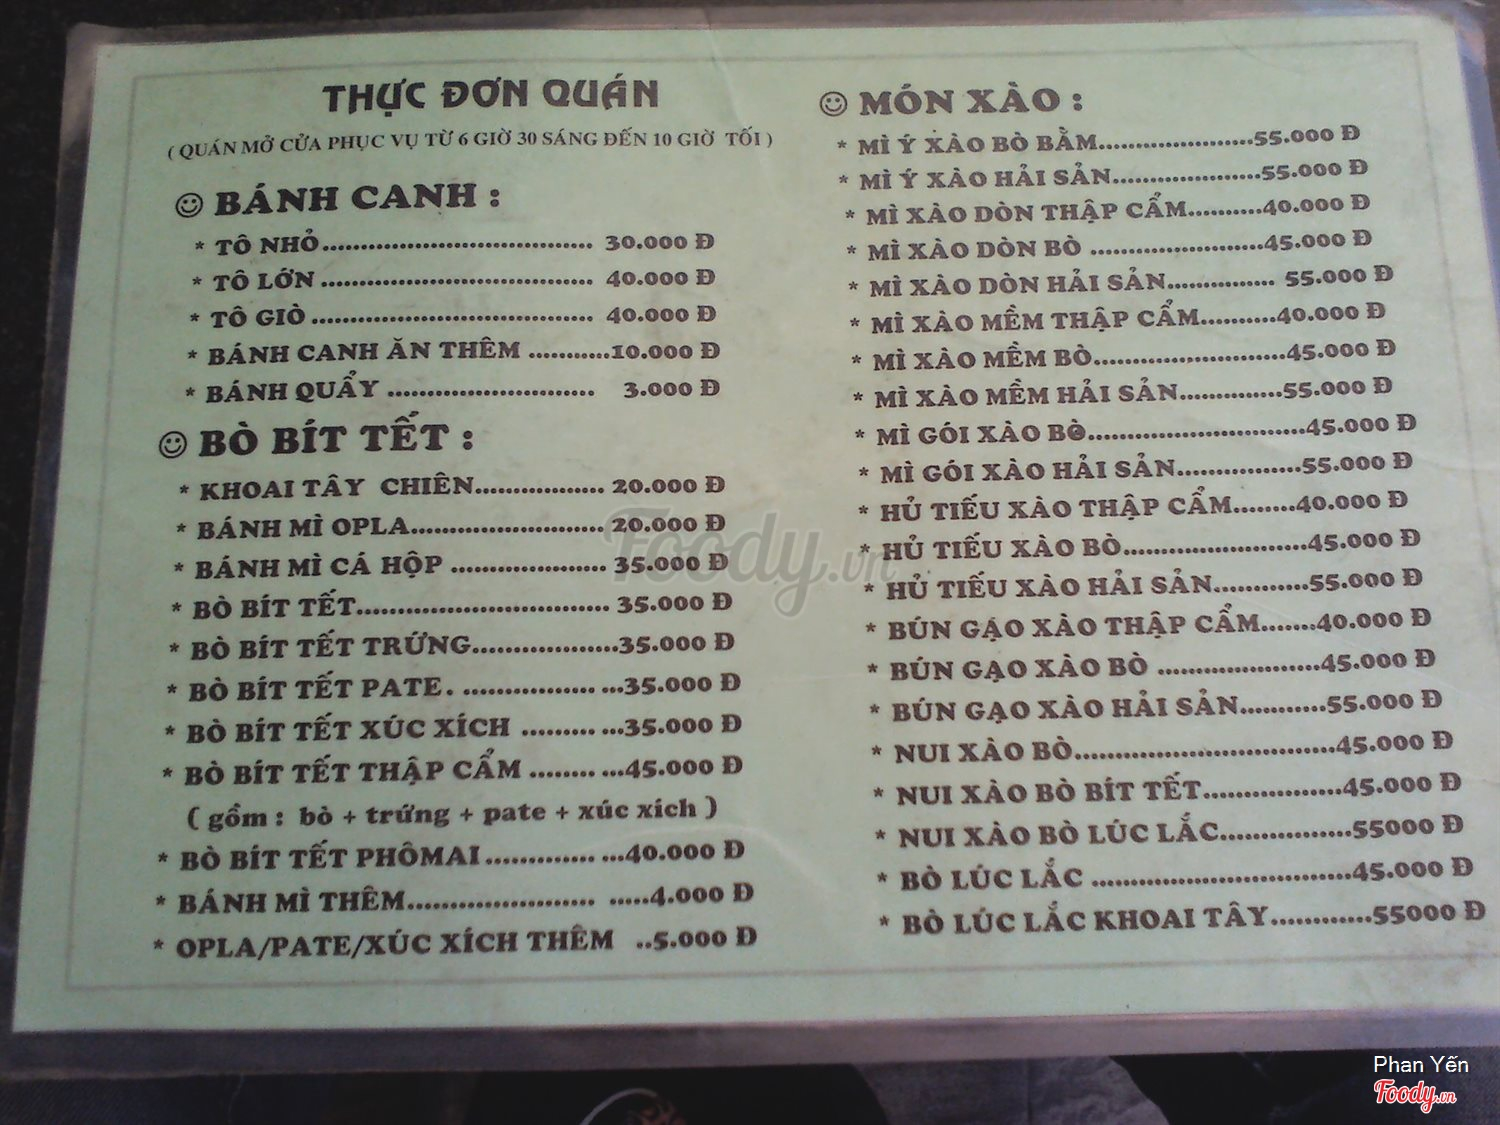 THỰC ĐƠN QUÁN
( QUÁN MỞ CỬA PHỤC VỤ TỪ 6 GIỜ 30 SÁNG ĐẾN 10 GIỜ TỐI )
☺ BÁNH CANH :
* TÔ NHỎ.................................. 30.000 Đ
* TÔ LỚN .................................. 40.000 Đ
* TÔ GIÒ .................................. 40.000 Đ
* BÁNH CANH ĂN THÊM ...........10.000 Đ
* BÁNH QUẨY .......................... 3.000 Đ
☺ BÒ BÍT TẾT :
* KHOAI TÂY CHIÊN................ 20.000 Đ
* BÁNH MÌ OPLA........................ 20.000 Đ
* BÁNH MÌ CÁ HỘP ................... 35.000 Đ
* BÒ BÍT TẾT............................... 35.000 Đ
* BÒ BÍT TẾT TRỨNG..................35.000 Đ
* BÒ BÍT TẾT PATE. ................ ...35.000 Đ
* BÒ BÍT TẾT XÚC XÍCH ......... ...35.000 Đ
* BÒ BÍT TẾT THẬP CẨM ........ ...45.000 Đ
( gồm : bò + trứng + pate + xúc xích )
* BÒ BÍT TẾT PHÔMAI.............. ...40.000 Đ
* BÁNH MÌ THÊM....................... .....4.000 Đ
* OPLA/PATE/XÚC XÍCH THÊM ..5.000 Đ
☺ MÓN XÀO :
* MÌ Ý XÀO BÒ BẰM.......................55.000 Đ
* MÌ Ý XÀO HẢI SẢN.....................55.000 Đ
* MÌ XÀO DÒN THẬP CẨM...........40.000 Đ
* MÌ XÀO DÒN BÒ .........................45.000 Đ
* MÌ XÀO DÒN HẢI SẢN............... 55.000 Đ
* MÌ XÀO MỀM THẬP CẨM..........40.000 Đ
* MÌ XÀO MỀM BÒ.........................45.000 Đ
* MÌ XÀO MỀM HẢI SẢN..............55.000 Đ
* MÌ GÓI XÀO BÒ............................45.000 Đ
* MÌ GÓI XÀO HẢI SẢN................55.000 Đ
* HỦ TIẾU XÀO THẬP CẨM........40.000 Đ
* HỦ TIẾU XÀO BÒ.......................45.000 Đ
* HỦ TIẾU XÀO HẢI SẢN............55.000 Đ
* BÚN GẠO XÀO THẬP CẨM.......40.000 Đ
* BÚN GẠO XÀO BÒ ....................45.000 Đ
* BÚN GẠO XÀO HẢI SẢN...........55.000 Đ
* NUI XÀO BÒ................................45.000 Đ
* NUI XÀO BÒ BÍT TẾT.................45.000 Đ
* NUI XÀO BÒ LÚC LẮC................55000 Đ
* BÒ LÚC LẮC ................................45.000 Đ
* BÒ LÚC LẮC KHOAI TÂY............55000 Đ
Foody.vn
Phan Yến
Foody.vn